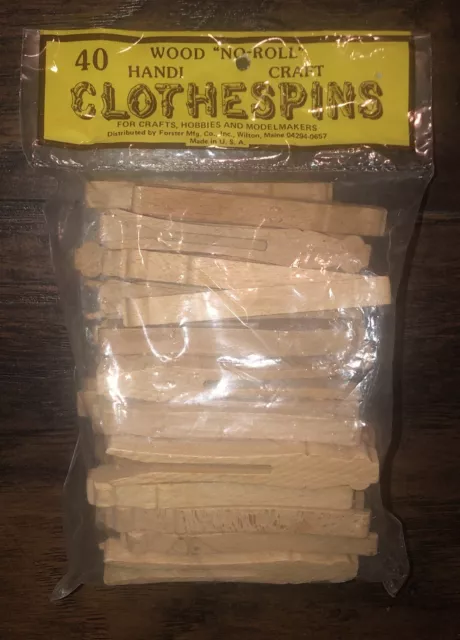 40 WOOD "NO-ROLL"
HANDI CRAFT
CLOTHESPINS
FOR CRAFTS, HOBBIES AND MODELMAKERS
Distributed by Forster Mfg. Co., Inc., Wilton, Maine 04294-0657
Made in U. S. A.